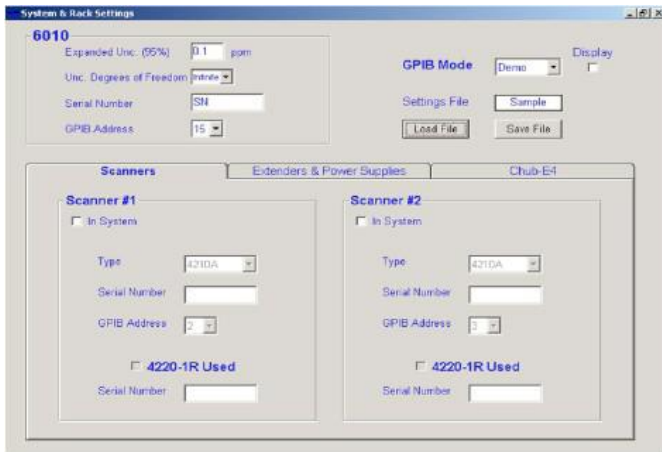 System & Rack Settings
6010
Expanded Unc. (95%) 0.1 ppm
Unc. Degrees of Freedom Infinite
Serial Number SN
GPIB Address 15
GPIB Mode Demo
Display
Settings File Sample
Load File Save File
Scanners Extenders & Power Supplies Chub-E4
Scanner #1
In System
Type 4210A
Serial Number
GPIB Address 2
4220-1R Used
Serial Number
Scanner #2
In System
Type 4210A
Serial Number
GPIB Address 3
4220-1R Used
Serial Number